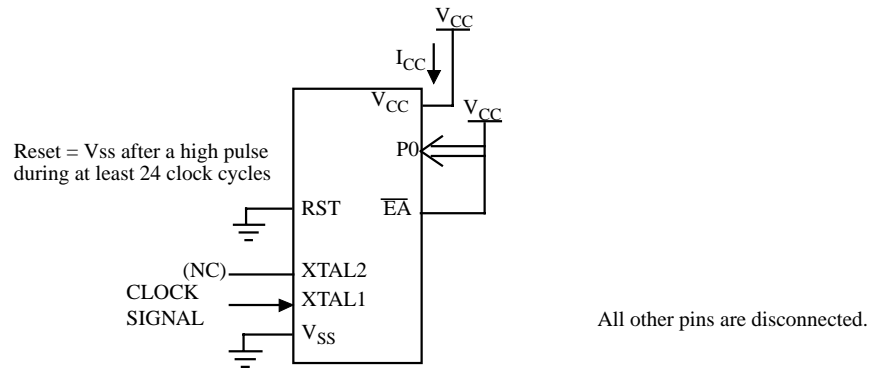 VCC
ICC
VCC
VCC
Reset = Vss after a high pulse
during at least 24 clock cycles
P0
RST
EA
(NC)
XTAL2
CLOCK
SIGNAL
XTAL1
VSS
All other pins are disconnected.